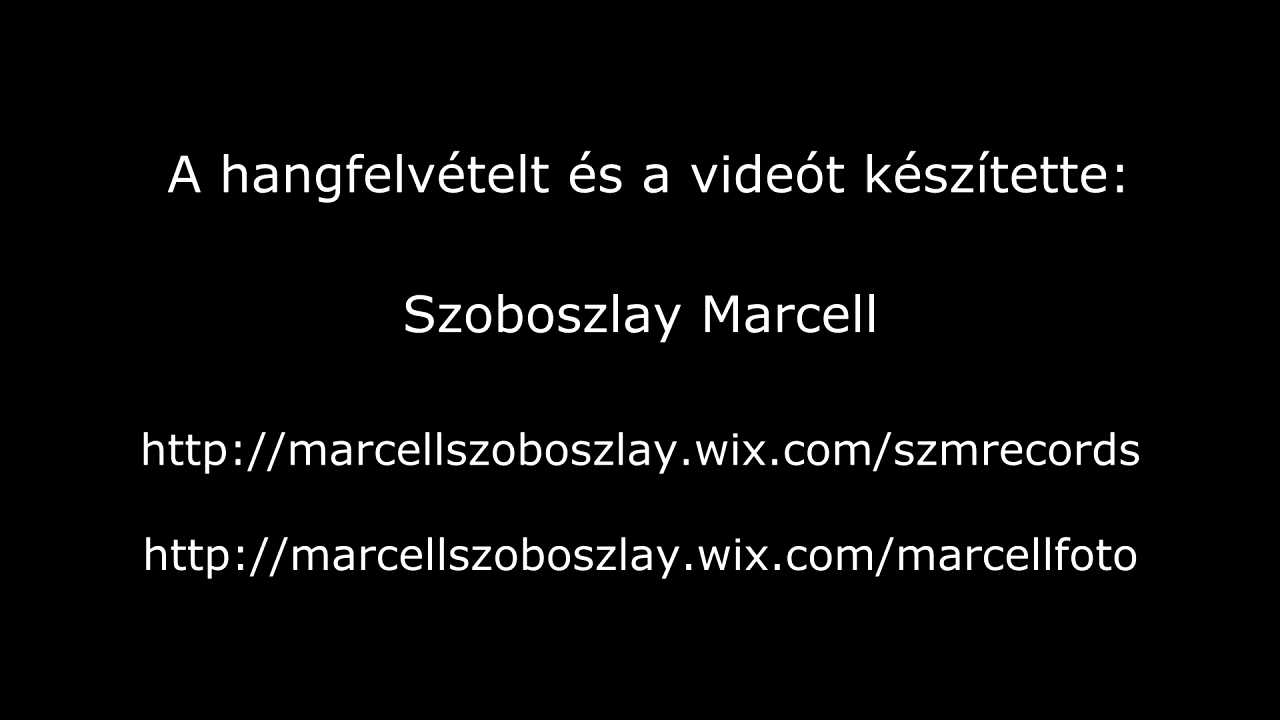 A hangfelvételt és a videót készítette:
Szoboszlay Marcell
http://marcellszoboszlay.wix.com/szmrecords
http://marcellszoboszlay.wix.com/marcellfoto